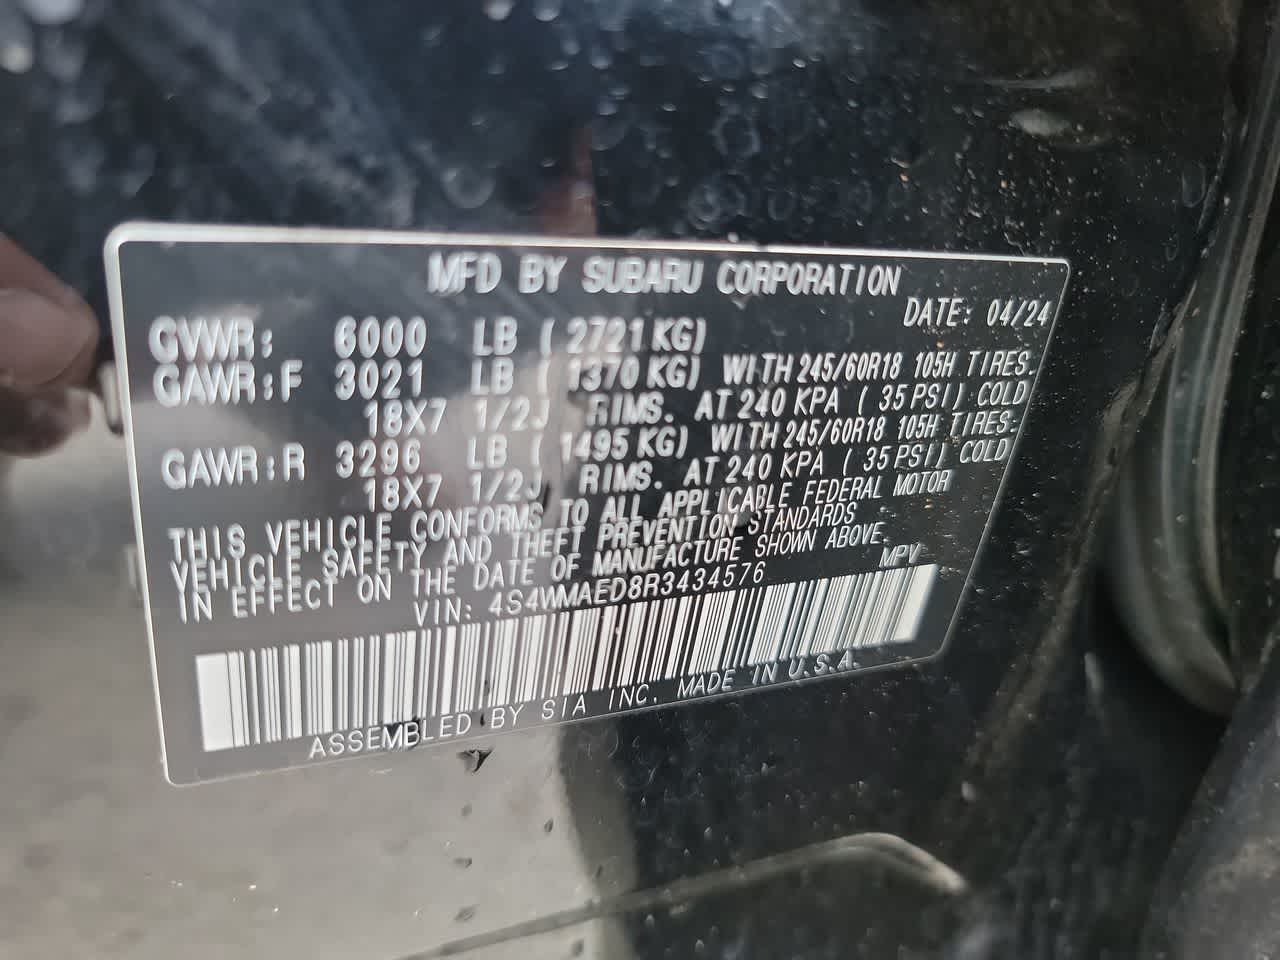 MFD BY SUBARU CORPORATION
DATE: 04/24
GVWR: 6000 LB ( 2721 KG)
GAWR:F 3021 LB ( 1370 KG) WITH 245/60R18 105H TIRES.
18X7 1/2J RIMS. AT 240 KPA ( 35 PSI) COLD
GAWR:R 3296 LB ( 1495 KG) WITH 245/60R18 105H TIRES.
18X7 1/2J RIMS. AT 240 KPA ( 35 PSI) COLD
THIS VEHICLE CONFORMS TO ALL APPLICABLE FEDERAL MOTOR
VEHICLE SAFETY AND THEFT PREVENTION STANDARDS
IN EFFECT ON THE DATE OF MANUFACTURE SHOWN ABOVE.
VIN: 4S4WMAED8R3434576 MPV
ASSEMBLED BY SIA INC. MADE IN U.S.A.